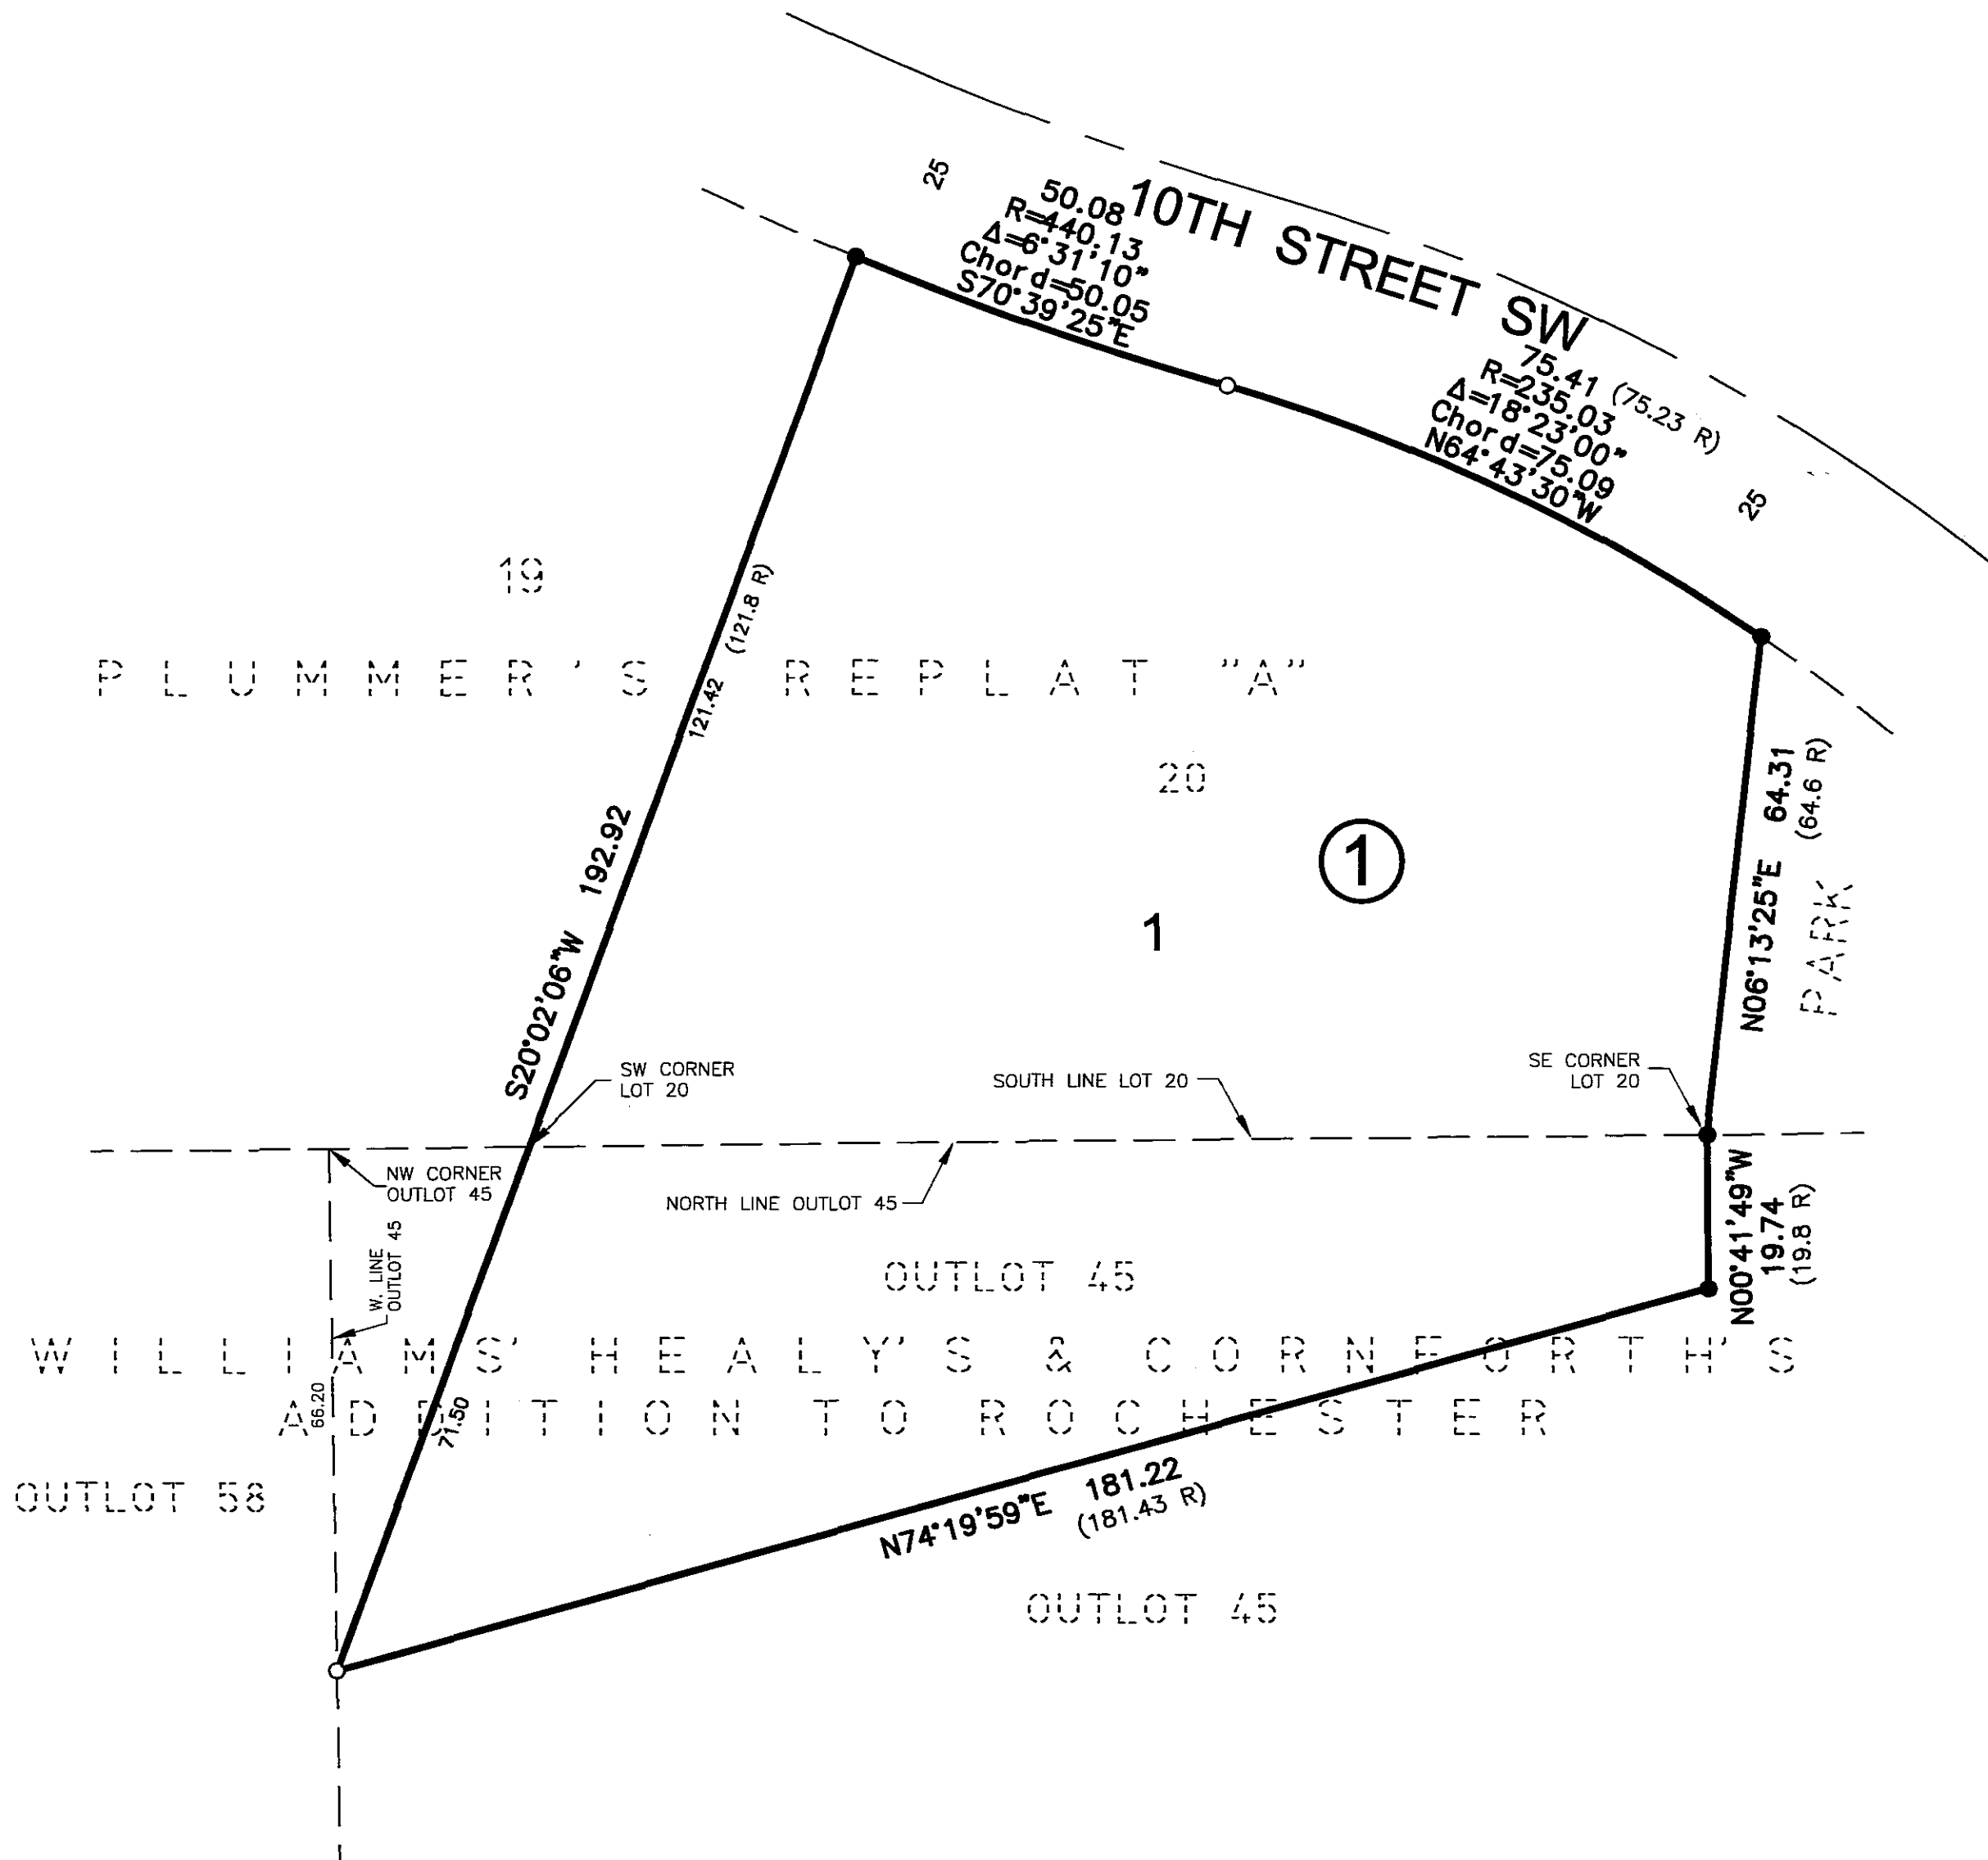 25
50.08
R=440.13
Δ=6°31'10"
Chord=50.05
S70°39'25"E
10TH STREET SW
75.41 (75.23 R)
R=235.03
Δ=18°23'00"
Chord=75.09
N64°43'30"W
25
19
121.42 (121.8 R)
PLUMMER'S REPLAT "A"
20
S20°02'06"W 192.92
1
1
N06°13'25"E 64.31
(64.6 R)
PARK
SW CORNER
LOT 20
SOUTH LINE LOT 20
SE CORNER
LOT 20
NW CORNER
OUTLOT 45
NORTH LINE OUTLOT 45
N00°41'49"W
19.74
(19.8 R)
W. LINE
OUTLOT 45
OUTLOT 45
WILLIAMS' HEALY'S & CORNFORTH'S
ADDITION TO ROCHESTER
66.20
71.50
OUTLOT 58
N74°19'59"E 181.22
(181.43 R)
OUTLOT 45